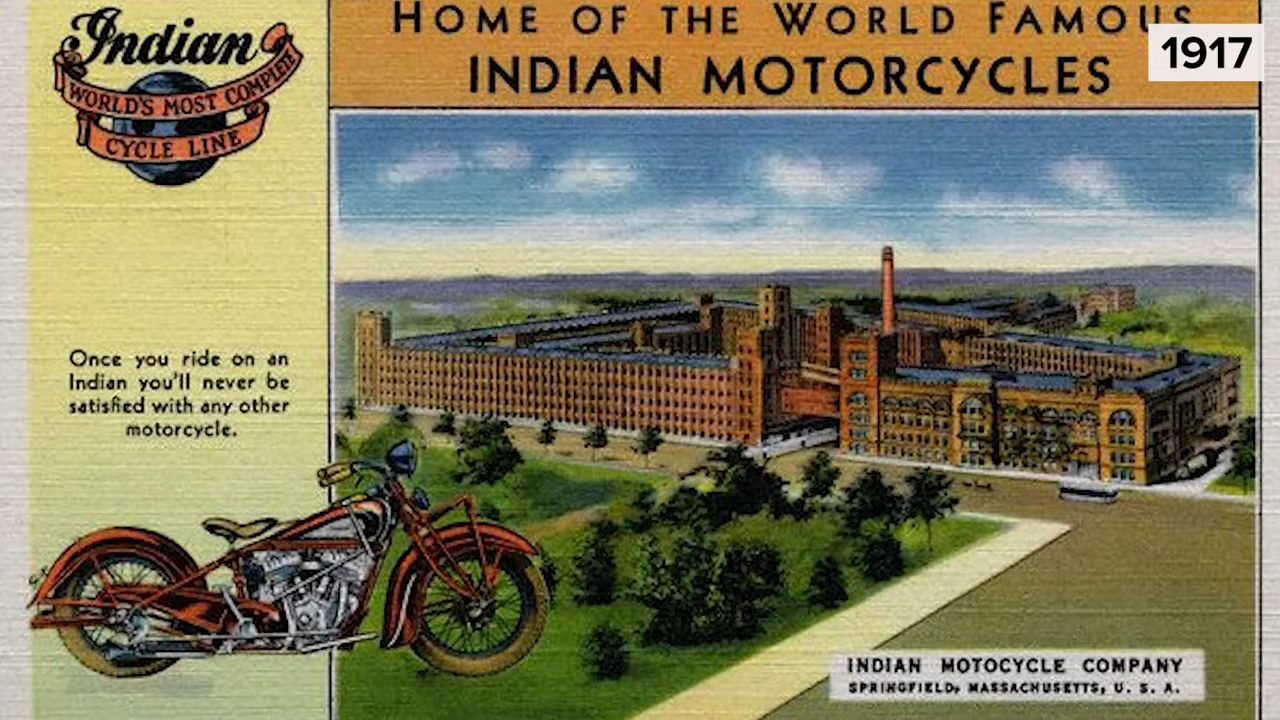 Indian
WORLD'S MOST COMPLETE
CYCLE LINE
HOME OF THE WORLD FAMOUS
INDIAN MOTORCYCLES
1917
Once you ride on an
Indian you'll never be
satisfied with any other
motorcycle.
INDIAN MOTOCYCLE COMPANY
SPRINGFIELD, MASSACHUSETTS, U. S. A.